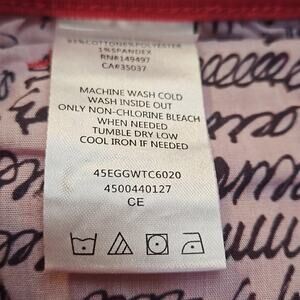 1%SPANDEX
RN#149497
CA#35037
MACHINE WASH COLD
WASH INSIDE OUT
ONLY NON-CHLORINE BLEACH
WHEN NEEDED
TUMBLE DRY LOW
COOL IRON IF NEEDED
45EGGWTC6020
4500440127
CE